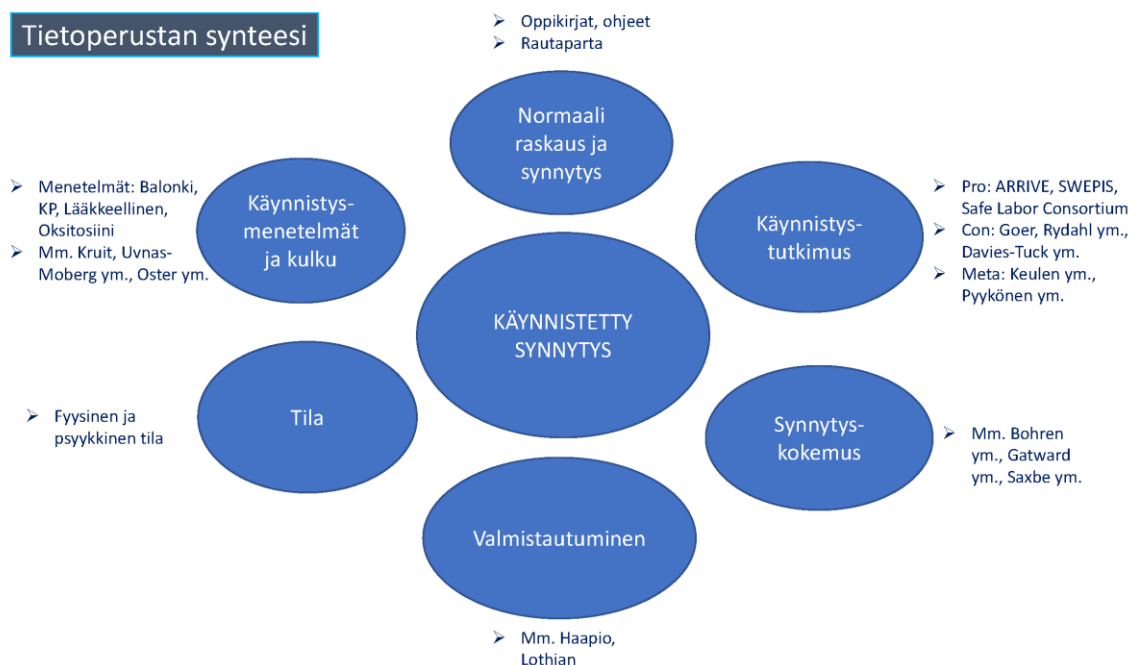 Tietoperustan synteesi
➢ Oppikirjat, ohjeet
➢ Rautaparta
Normaali
raskaus ja
synnytys
➢ Menetelmät: Balonki,
KP, Lääkkeellinen,
Oksitosiini
➢ Mm. Kruit, Uvnas-
Moberg ym., Oster ym.
Käynnistys-
menetelmät
ja kulku
Käynnistys-
tutkimus
➢ Pro: ARRIVE, SWEPIS,
Safe Labor Consortium
➢ Con: Goer, Rydahl ym.,
Davies-Tuck ym.
➢ Meta: Keulen ym.,
Pyykönen ym.
KÄYNNISTETTY
SYNNYTYS
➢ Fyysinen ja
psyykkinen tila
Tila
Synnytys-
kokemus
➢ Mm. Bohren
ym., Gatward
ym., Saxbe ym.
Valmistautuminen
➢ Mm. Haapio,
Lothian